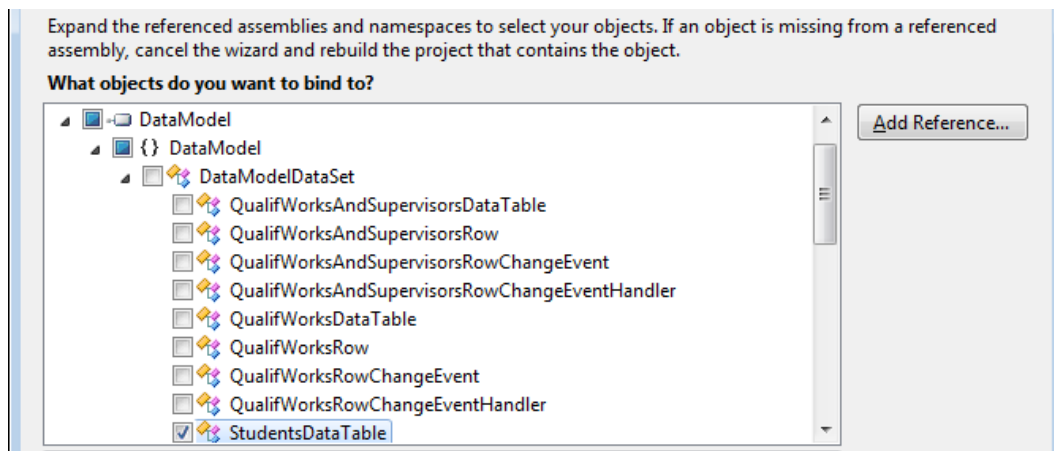 Expand the referenced assemblies and namespaces to select your objects. If an object is missing from a referenced
assembly, cancel the wizard and rebuild the project that contains the object.
What objects do you want to bind to?
DataModel
Add Reference...
{} DataModel
DataModelDataSet
QualifWorksAndSupervisorsDataTable
QualifWorksAndSupervisorsRow
QualifWorksAndSupervisorsRowChangeEvent
QualifWorksAndSupervisorsRowChangeEventHandler
QualifWorksDataTable
QualifWorksRow
QualifWorksRowChangeEvent
QualifWorksRowChangeEventHandler
StudentsDataTable